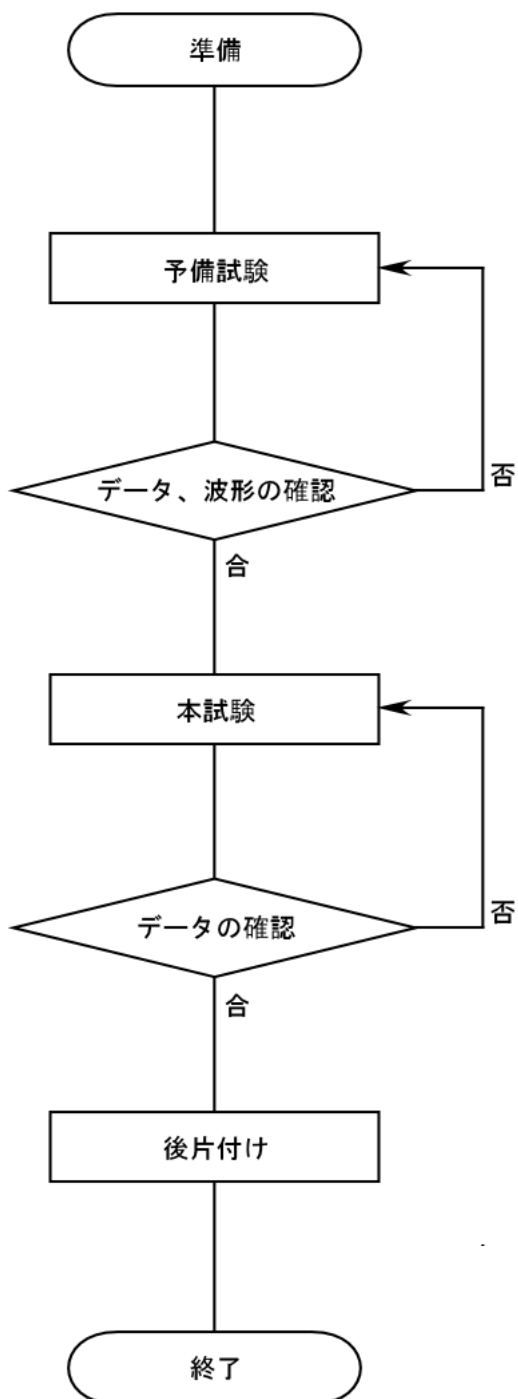 準備
予備試験
データ、波形の確認
否
合
本試験
データの確認
否
合
後片付け
終了